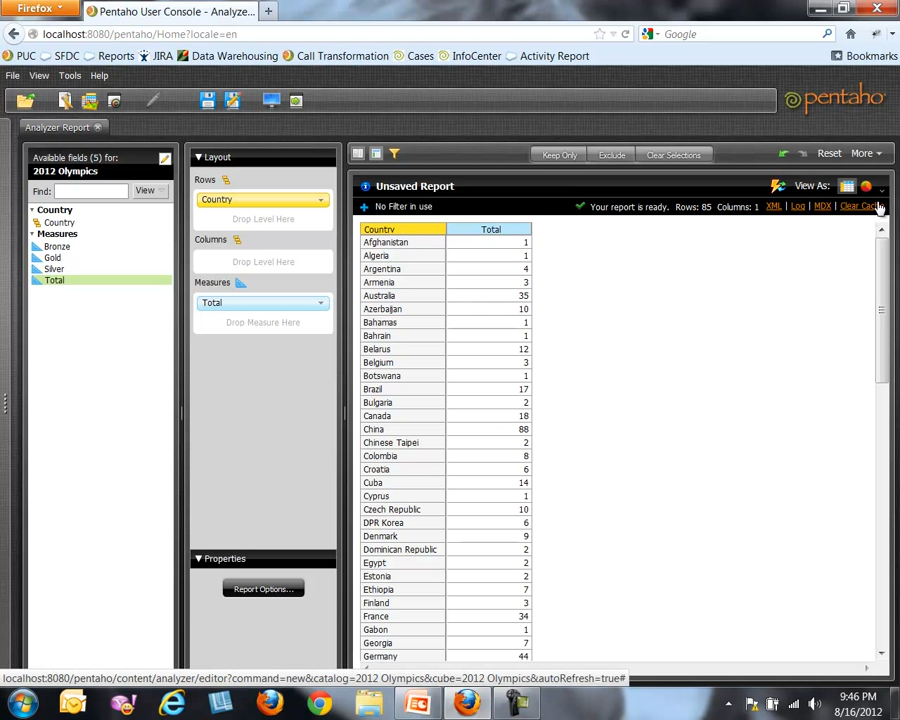 Firefox
Pentaho User Console - Analyze...
localhost:8080/pentaho/Home?locale=en
Google
PUC SFDC Reports JIRA Data Warehousing Call Transformation Cases InfoCenter Activity Report Bookmarks
File View Tools Help
pentaho
Analyzer Report
Available fields (5) for:
2012 Olympics
Find: View
Country
Country
Measures
Bronze
Gold
Silver
Total
Layout
Rows
Country
Drop Level Here
Columns
Drop Level Here
Measures
Total
Drop Measure Here
Properties
Report Options...
Keep Only Exclude Clear Selections Reset More
Unsaved Report View As:
No Filter in use Your report is ready. Rows: 85 Columns: 1 XML | Log | MDX |
Country Total
Afghanistan 1
Algeria 1
Argentina 4
Armenia 3
Australia 35
Azerbaijan 10
Bahamas 1
Bahrain 1
Belarus 12
Belgium 3
Botswana 1
Brazil 17
Bulgaria 2
Canada 18
China 88
Chinese Taipei 2
Colombia 8
Croatia 6
Cuba 14
Cyprus 1
Czech Republic 10
DPR Korea 6
Denmark 9
Dominican Republic 2
Egypt 2
Estonia 2
Ethiopia 7
Finland 3
France 34
Gabon 1
Georgia 7
Germany 44
localhost:8080/pentaho/content/analyzer/editor?command=new&catalog=2012 Olympics&cube=2012 Olympics&autoRefresh=true#
9:46 PM
8/16/2012